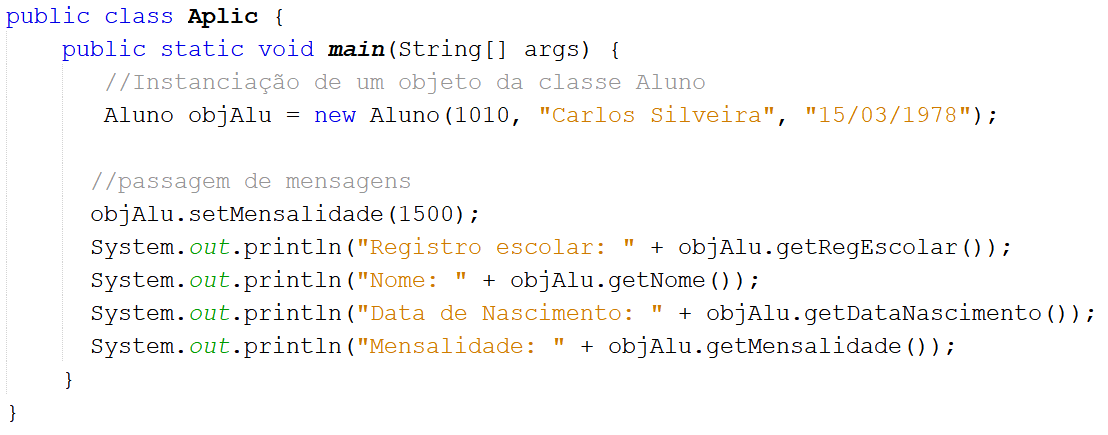 public class Aplic {
public static void main(String[] args) {
//Instanciação de um objeto da classe Aluno
Aluno objAlu = new Aluno(1010, "Carlos Silveira", "15/03/1978");
//passagem de mensagens
objAlu.setMensalidade(1500);
System.out.println("Registro escolar: " + objAlu.getRegEscolar());
System.out.println("Nome: " + objAlu.getNome());
System.out.println("Data de Nascimento: " + objAlu.getDataNascimento());
System.out.println("Mensalidade: " + objAlu.getMensalidade());
}
}